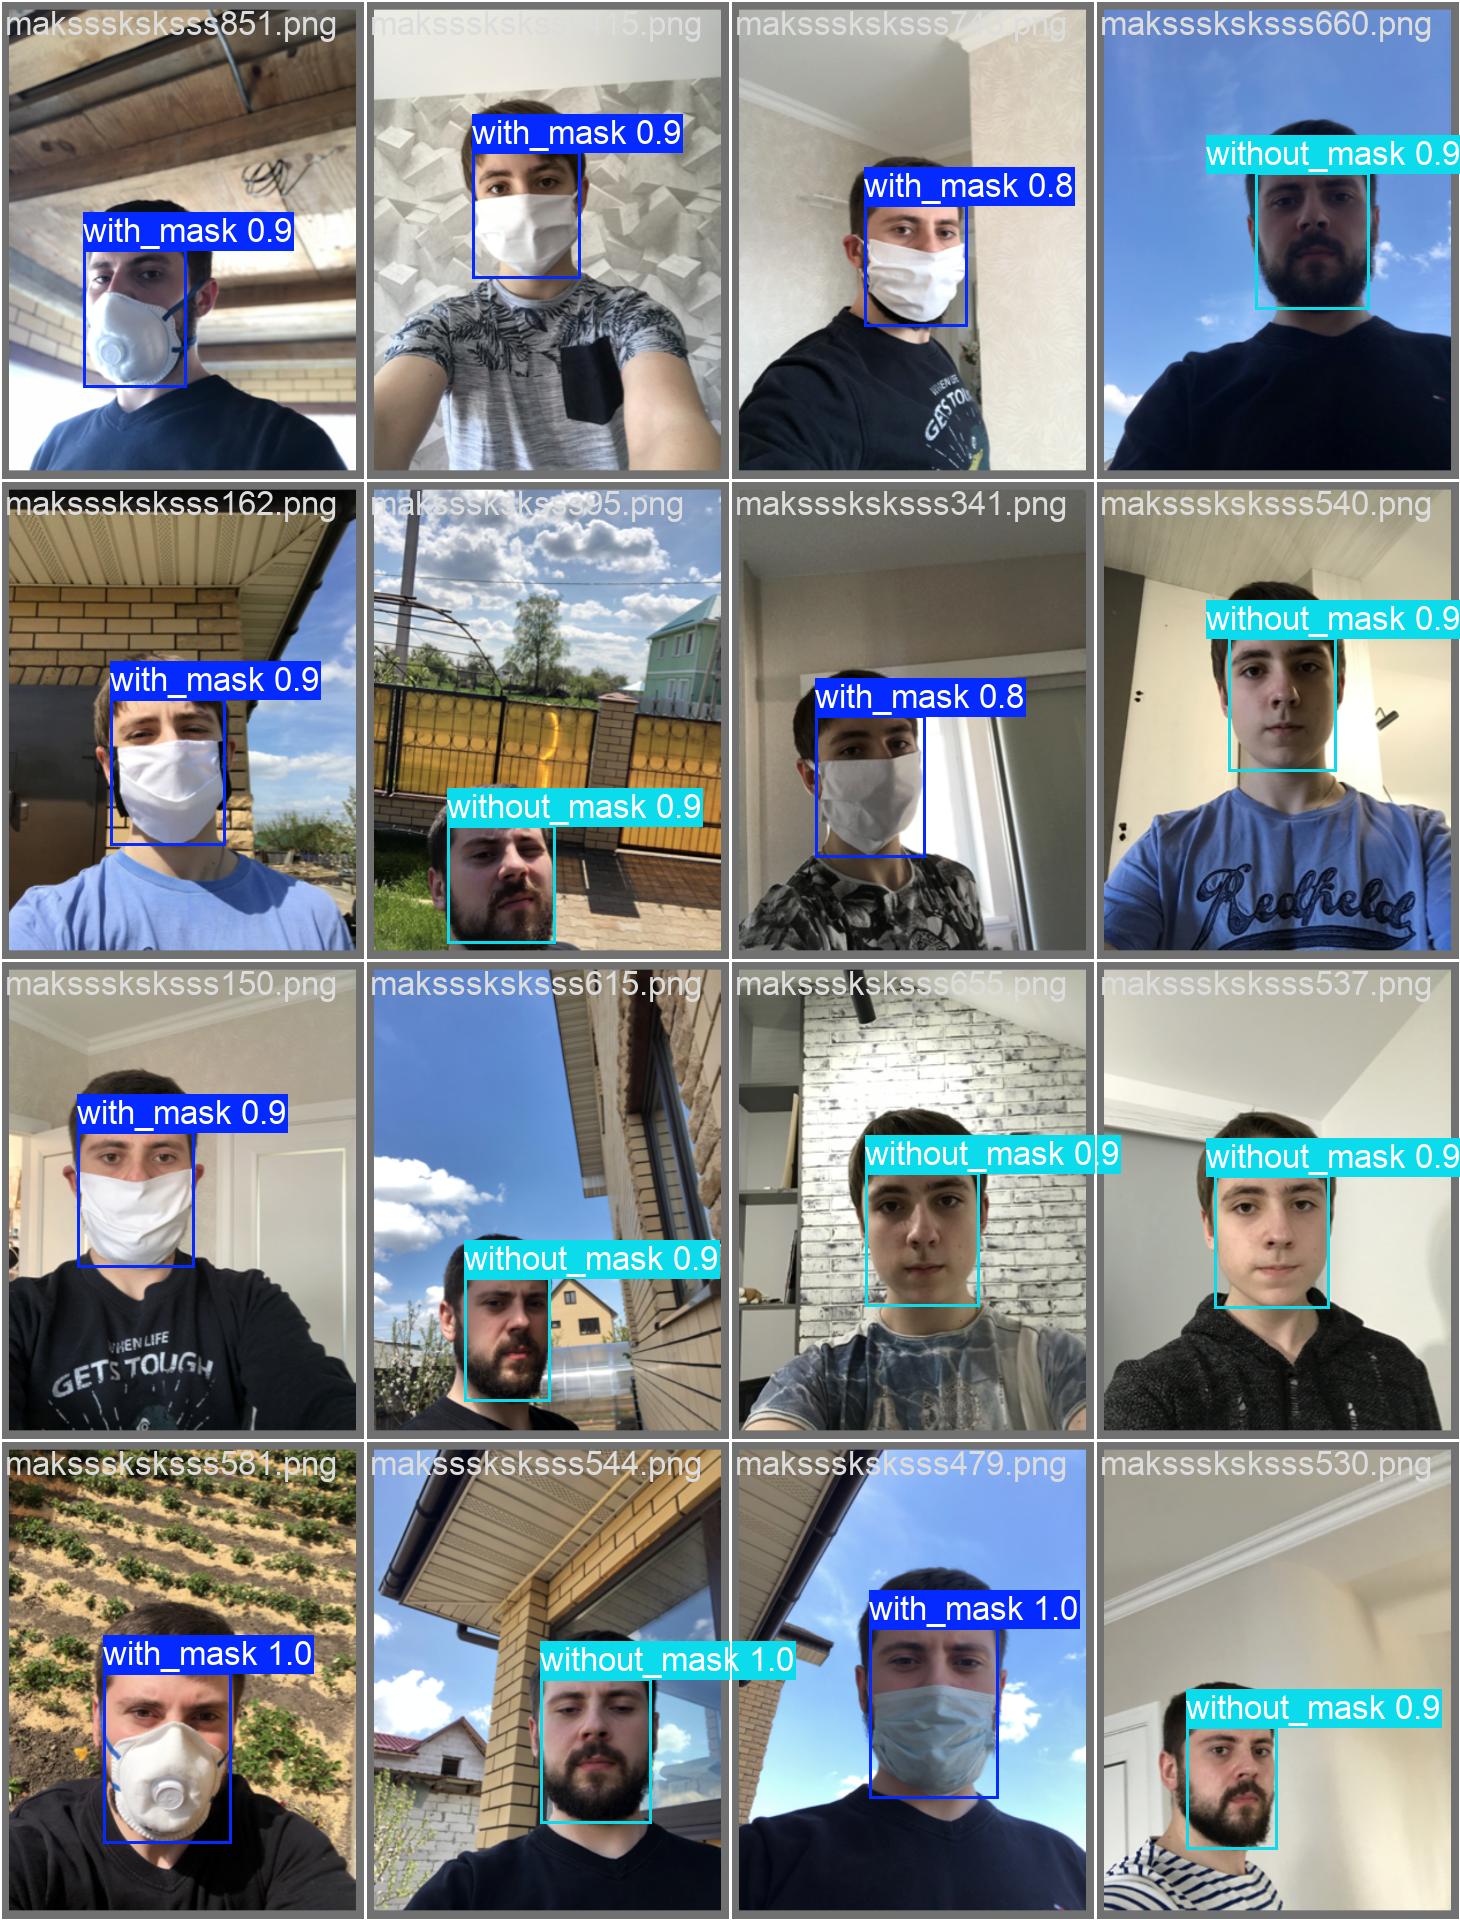 maksssksksss851.png
with_mask 0.9
with_mask 0.9
with_mask 0.8
WHEN LIFE
maksssksksss660.png
without_mask 0.9
maksssksksss162.png
with_mask 0.9
without_mask 0.9
maksssksksss341.png
with_mask 0.8
maksssksksss540.png
without_mask 0.9
Redfield
maksssksksss150.png
with_mask 0.9
WHEN LIFE
GETS TOUGH
maksssksksss615.png
without_mask 0.9
maksssksksss655.png
without_mask 0.9
maksssksksss537.png
without_mask 0.9
maksssksksss581.png
with_mask 1.0
maksssksksss544.png
without_mask 1.0
maksssksksss479.png
with_mask 1.0
maksssksksss530.png
without_mask 0.9